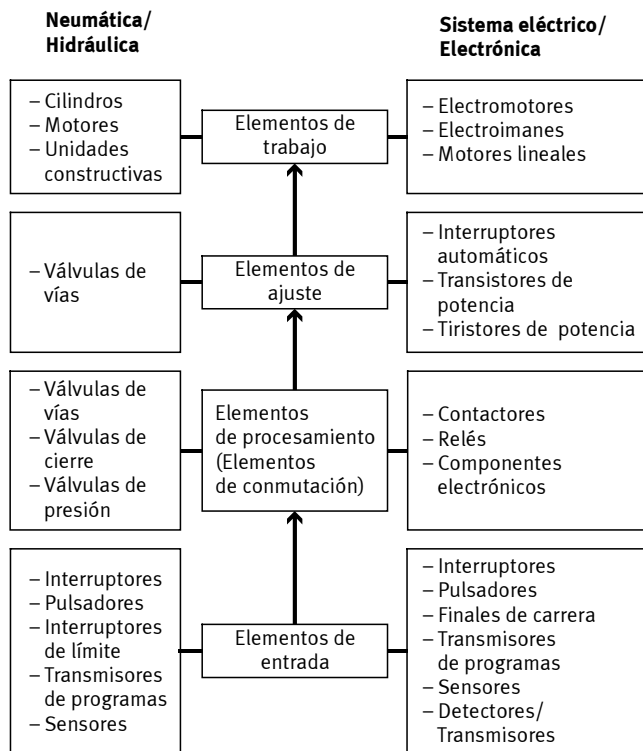 Neumática/
Hidráulica
Sistema eléctrico/
Electrónica
– Cilindros
– Motores
– Unidades
constructivas
Elementos de
trabajo
– Electromotores
– Electroimanes
– Motores lineales
– Válvulas de
vías
Elementos de
ajuste
– Interruptores
automáticos
– Transistores de
potencia
– Tiristores de potencia
– Válvulas de
vías
– Válvulas de
cierre
– Válvulas de
presión
Elementos
de procesamiento
(Elementos
de conmutación)
– Contactores
– Relés
– Componentes
electrónicos
– Interruptores
– Pulsadores
– Interruptores
de límite
– Transmisores
de programas
– Sensores
Elementos de
entrada
– Interruptores
– Pulsadores
– Finales de carrera
– Transmisores
de programas
– Sensores
– Detectores/
Transmisores